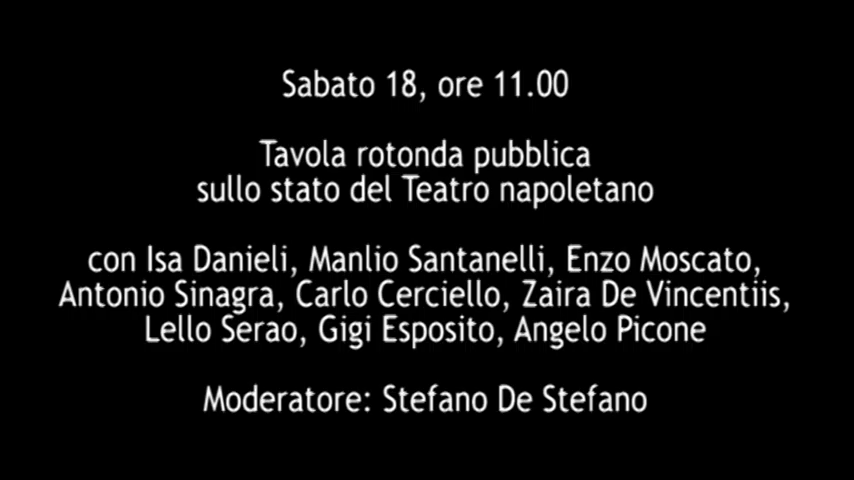 Sabato 18, ore 11.00
Tavola rotonda pubblica
sullo stato del Teatro napoletano
con Isa Danieli, Manlio Santanelli, Enzo Moscato,
Antonio Sinagra, Carlo Cerciello, Zaira De Vincentiis,
Lello Serao, Gigi Esposito, Angelo Picone
Moderatore: Stefano De Stefano